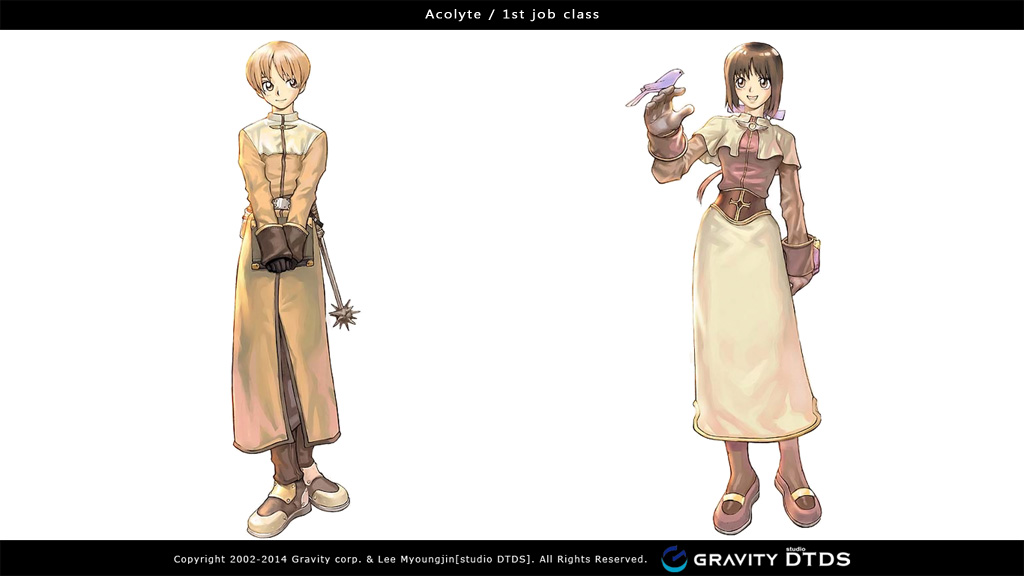 Acolyte / 1st job class
Copyright 2002-2014 Gravity corp. & Lee Myoungjin[studio DTDS]. All Rights Reserved.
GRAVITY studio DTDS